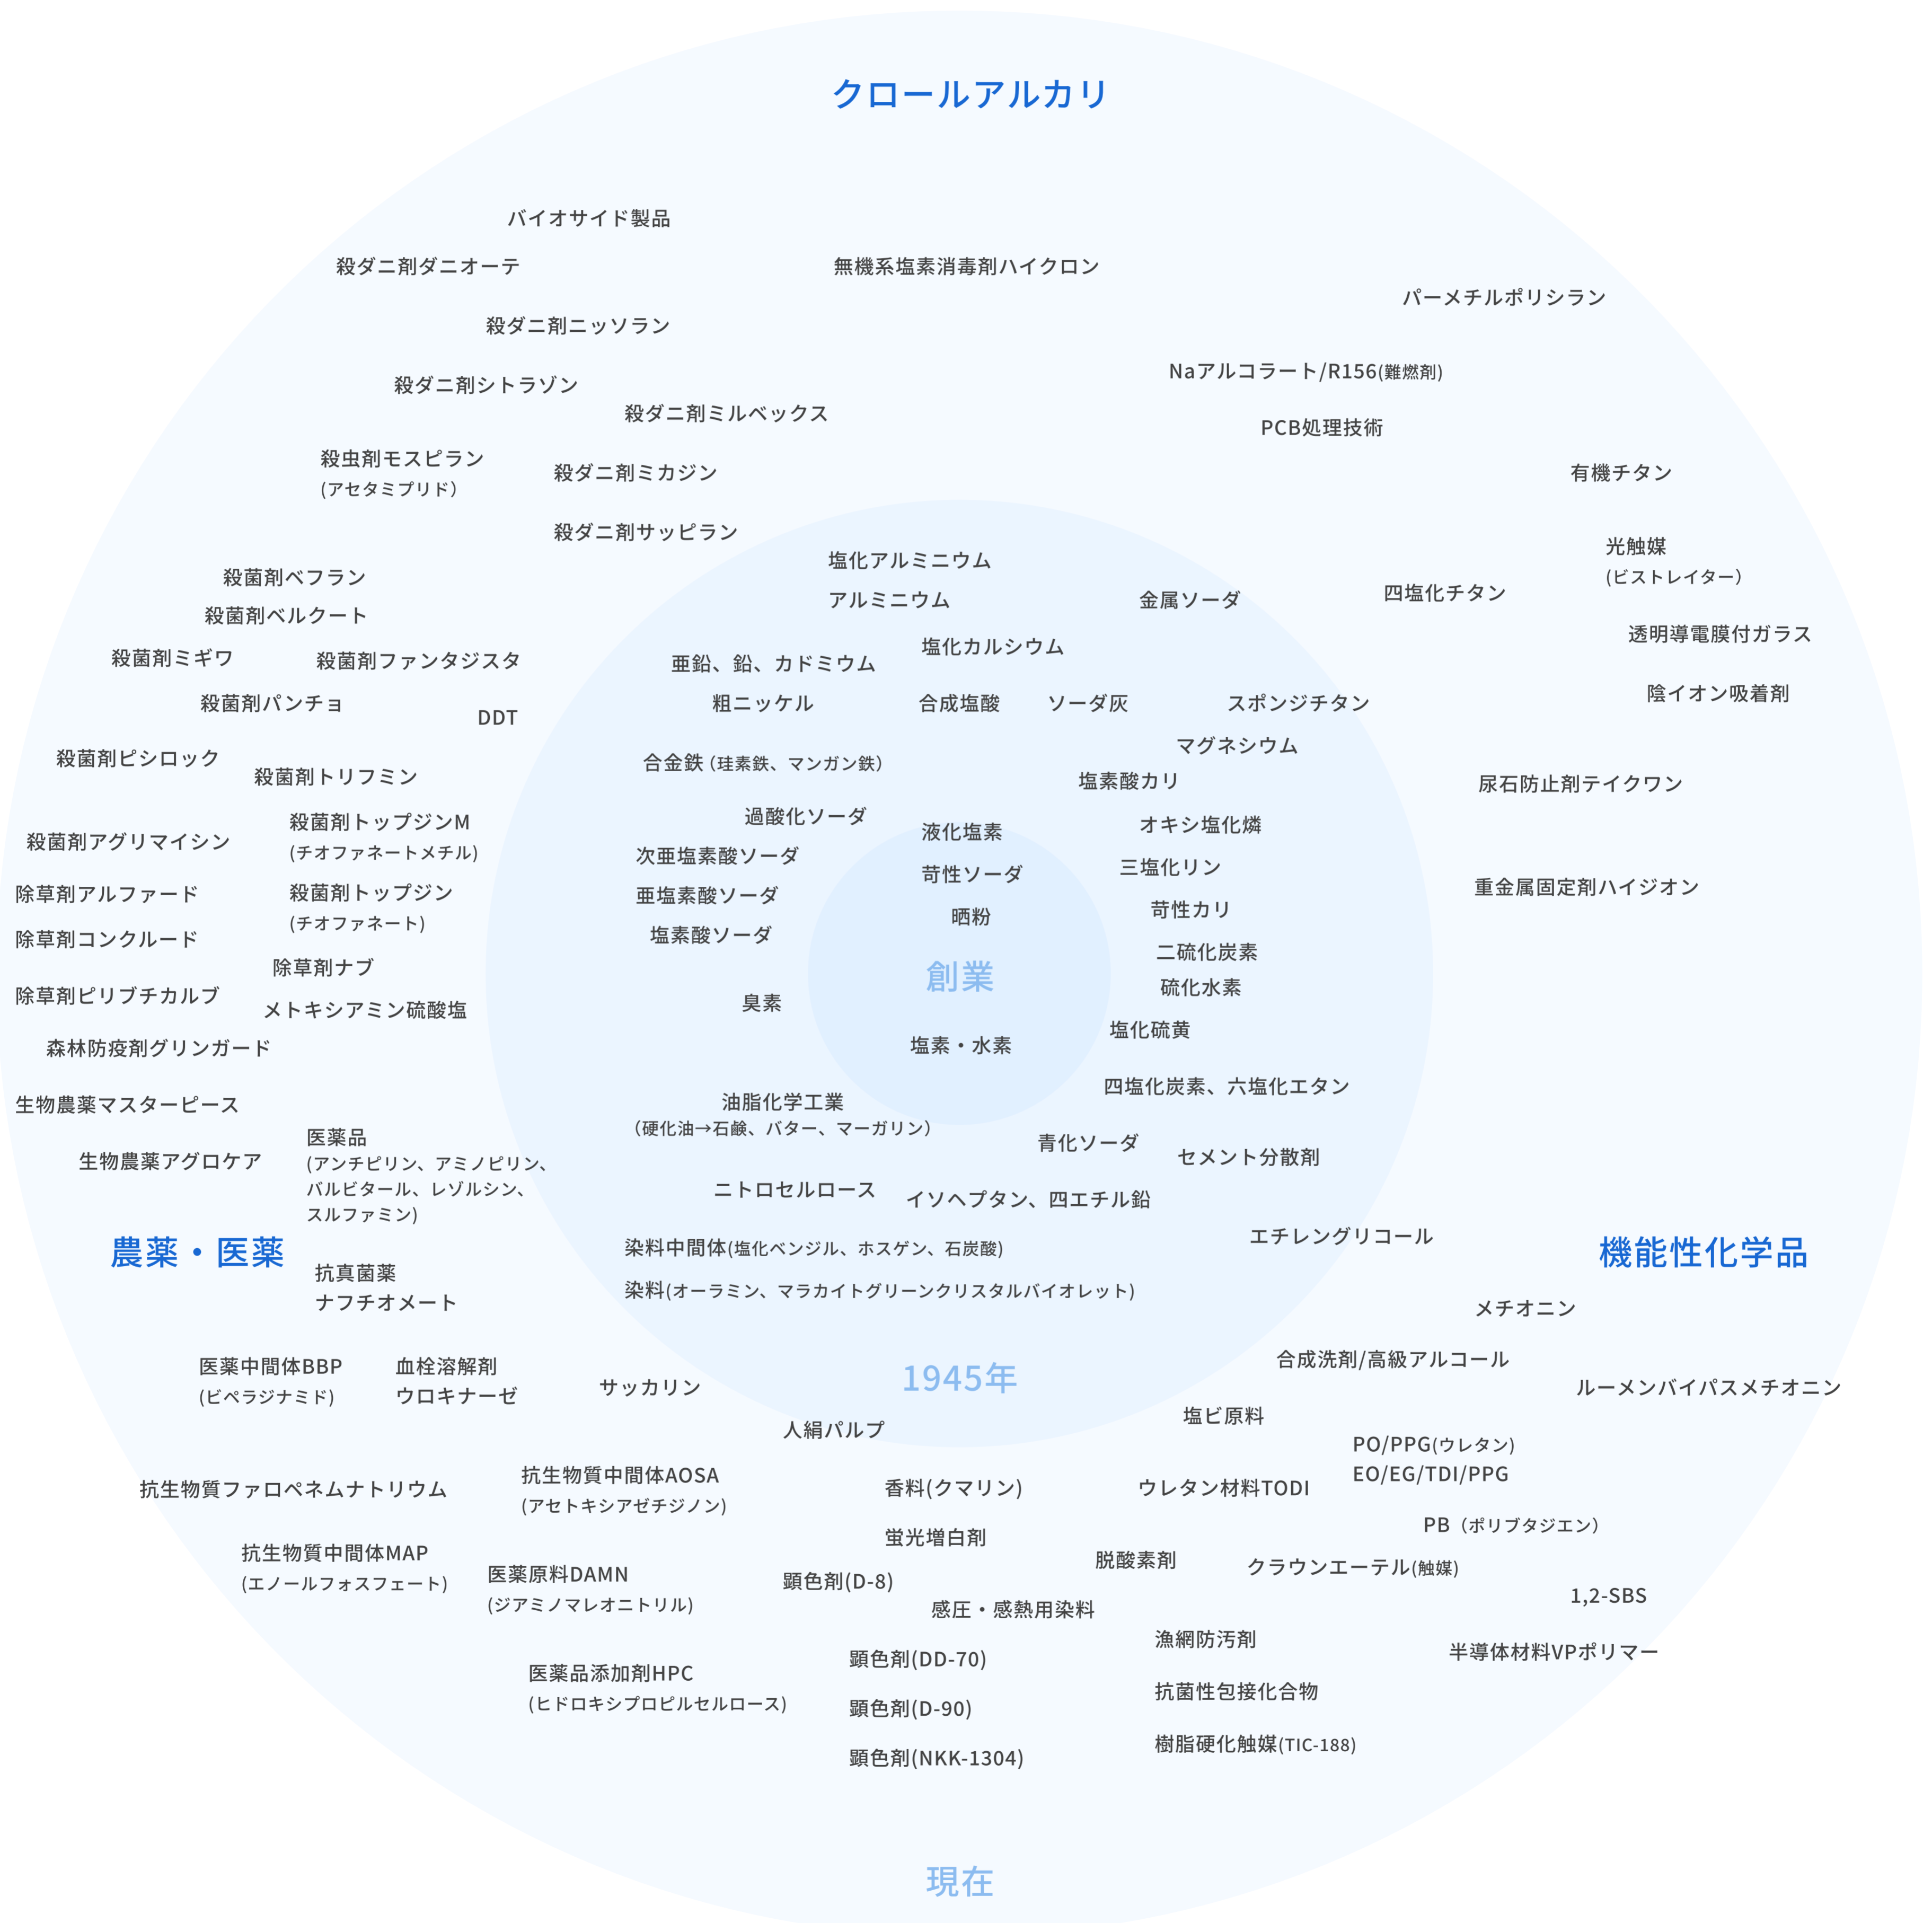 クロールアルカリ
バイオサイド製品
殺ダニ剤ダニオーテ
無機系塩素消毒剤ハイクロン
パーメチルポリシラン
殺ダニ剤ニッソラン
Naアルコラート/R156(難燃剤)
殺ダニ剤シトラゾン
殺ダニ剤ミルベックス
PCB処理技術
殺虫剤モスピラン
(アセタミプリド）
殺ダニ剤ミカジン
有機チタン
殺ダニ剤サッピラン
塩化アルミニウム
光触媒
(ビストレイター）
殺菌剤ベフラン
アルミニウム
金属ソーダ
四塩化チタン
殺菌剤ベルクート
透明導電膜付ガラス
塩化カルシウム
殺菌剤ミギワ
殺菌剤ファンタジスタ
亜鉛、鉛、カドミウム
陰イオン吸着剤
殺菌剤パンチョ
DDT
粗ニッケル
合成塩酸
ソーダ灰
スポンジチタン
マグネシウム
殺菌剤ピシロック
殺菌剤トリフミン
合金鉄（珪素鉄、マンガン鉄）
塩素酸カリ
尿石防止剤テイクワン
過酸化ソーダ
殺菌剤トップジンM
(チオファネートメチル)
オキシ塩化燐
液化塩素
殺菌剤アグリマイシン
次亜塩素酸ソーダ
三塩化リン
苛性ソーダ
重金属固定剤ハイジオン
除草剤アルファード
殺菌剤トップジン
(チオファネート)
亜塩素酸ソーダ
苛性カリ
晒粉
塩素酸ソーダ
除草剤コンクルード
二硫化炭素
除草剤ナブ
創業
硫化水素
除草剤ピリブチカルブ
臭素
メトキシアミン硫酸塩
塩化硫黄
塩素・水素
森林防疫剤グリンガード
四塩化炭素、六塩化エタン
生物農薬マスターピース
油脂化学工業
（硬化油→石鹸、バター、マーガリン）
医薬品
(アンチピリン、アミノピリン、
バルビタール、レゾルシン、
スルファミン)
青化ソーダ
セメント分散剤
生物農薬アグロケア
ニトロセルロース
イソヘプタン、四エチル鉛
エチレングリコール
農薬・医薬
染料中間体(塩化ベンジル、ホスゲン、石炭酸)
機能性化学品
抗真菌薬
ナフチオメート
染料(オーラミン、マラカイトグリーンクリスタルバイオレット)
メチオニン
合成洗剤/高級アルコール
医薬中間体BBP
(ビペラジナミド)
血栓溶解剤
ウロキナーゼ
1945年
サッカリン
ルーメンバイパスメチオニン
塩ビ原料
人絹パルプ
PO/PPG(ウレタン)
EO/EG/TDI/PPG
抗生物質中間体AOSA
(アセトキシアゼチジノン)
抗生物質ファロペネムナトリウム
香料(クマリン)
ウレタン材料TODI
PB（ポリブタジエン）
蛍光増白剤
抗生物質中間体MAP
(エノールフォスフェート)
脱酸素剤
クラウンエーテル(触媒)
医薬原料DAMN
(ジアミノマレオニトリル)
顕色剤(D-8)
1,2-SBS
感圧・感熱用染料
漁網防汚剤
半導体材料VPポリマー
顕色剤(DD-70)
医薬品添加剤HPC
(ヒドロキシプロピルセルロース)
抗菌性包接化合物
顕色剤(D-90)
樹脂硬化触媒(TIC-188)
顕色剤(NKK-1304)
現在